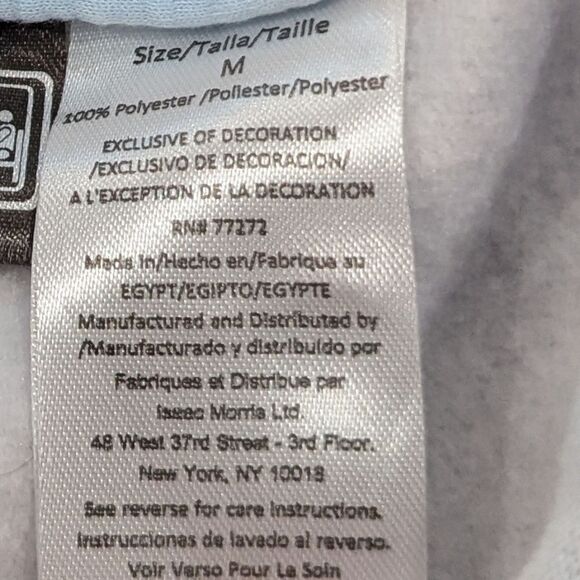 Size/Talla/Taille
M
100% Polyester /Poliester/Polyester
EXCLUSIVE OF DECORATION
/EXCLUSIVO DE DECORACION/
A L'EXCEPTION DE LA DECORATION
RN# 77272
Made in/Hecho en/Fabrique au
EGYPT/EGIPTO/EGYPTE
Manufactured and Distributed by
/Manufacturado y distribuido por
Fabriques et Distribue par
Isaac Morris Ltd.
48 West 37rd Street - 3rd Floor.
New York, NY 10018
See reverse for care Instructions.
Instrucciones de lavado al reverso.
Voir Verso Pour Le Soin